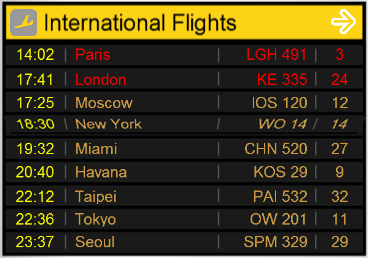 International Flights
14:02 | Paris | LGH 491 | 3
17:41 | London | KE 335 | 24
17:25 | Moscow | IOS 120 | 12
18:30 \ New York WO 14 / 14
19:32 | Miami | CHN 520 | 27
20:40 | Havana | KOS 29 | 9
22:12 | Taipei | PAI 532 | 32
22:36 | Tokyo | OW 201 | 11
23:37 | Seoul | SPM 329 | 29